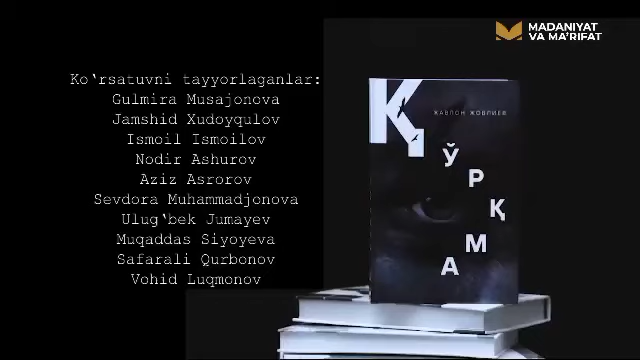 MADANIYAT
VA MA'RIFAT
Ko‘rsatuvni tayyorlaganlar:
Gulmira Musajonova
Jamshid Xudoyqulov
Ismoil Ismoilov
Nodir Ashurov
Aziz Asrorov
Sevdora Muhammadjonova
Ulug‘bek Jumayev
Muqaddas Siyoyeva
Safarali Qurbonov
Vohid Luqmonov
ЖАВЛОН ЖОВЛИЕВ
Қ
Ў
Р
Қ
М
А